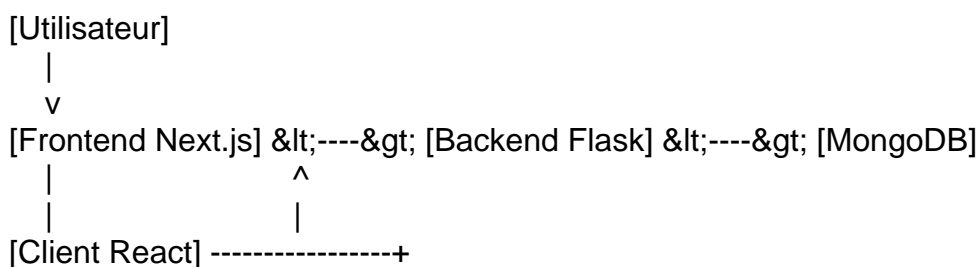 [Utilisateur]
|
v
[Frontend Next.js] &lt;----&gt; [Backend Flask] &lt;----&gt; [MongoDB]
| ^
| |
[Client React] -----------------+